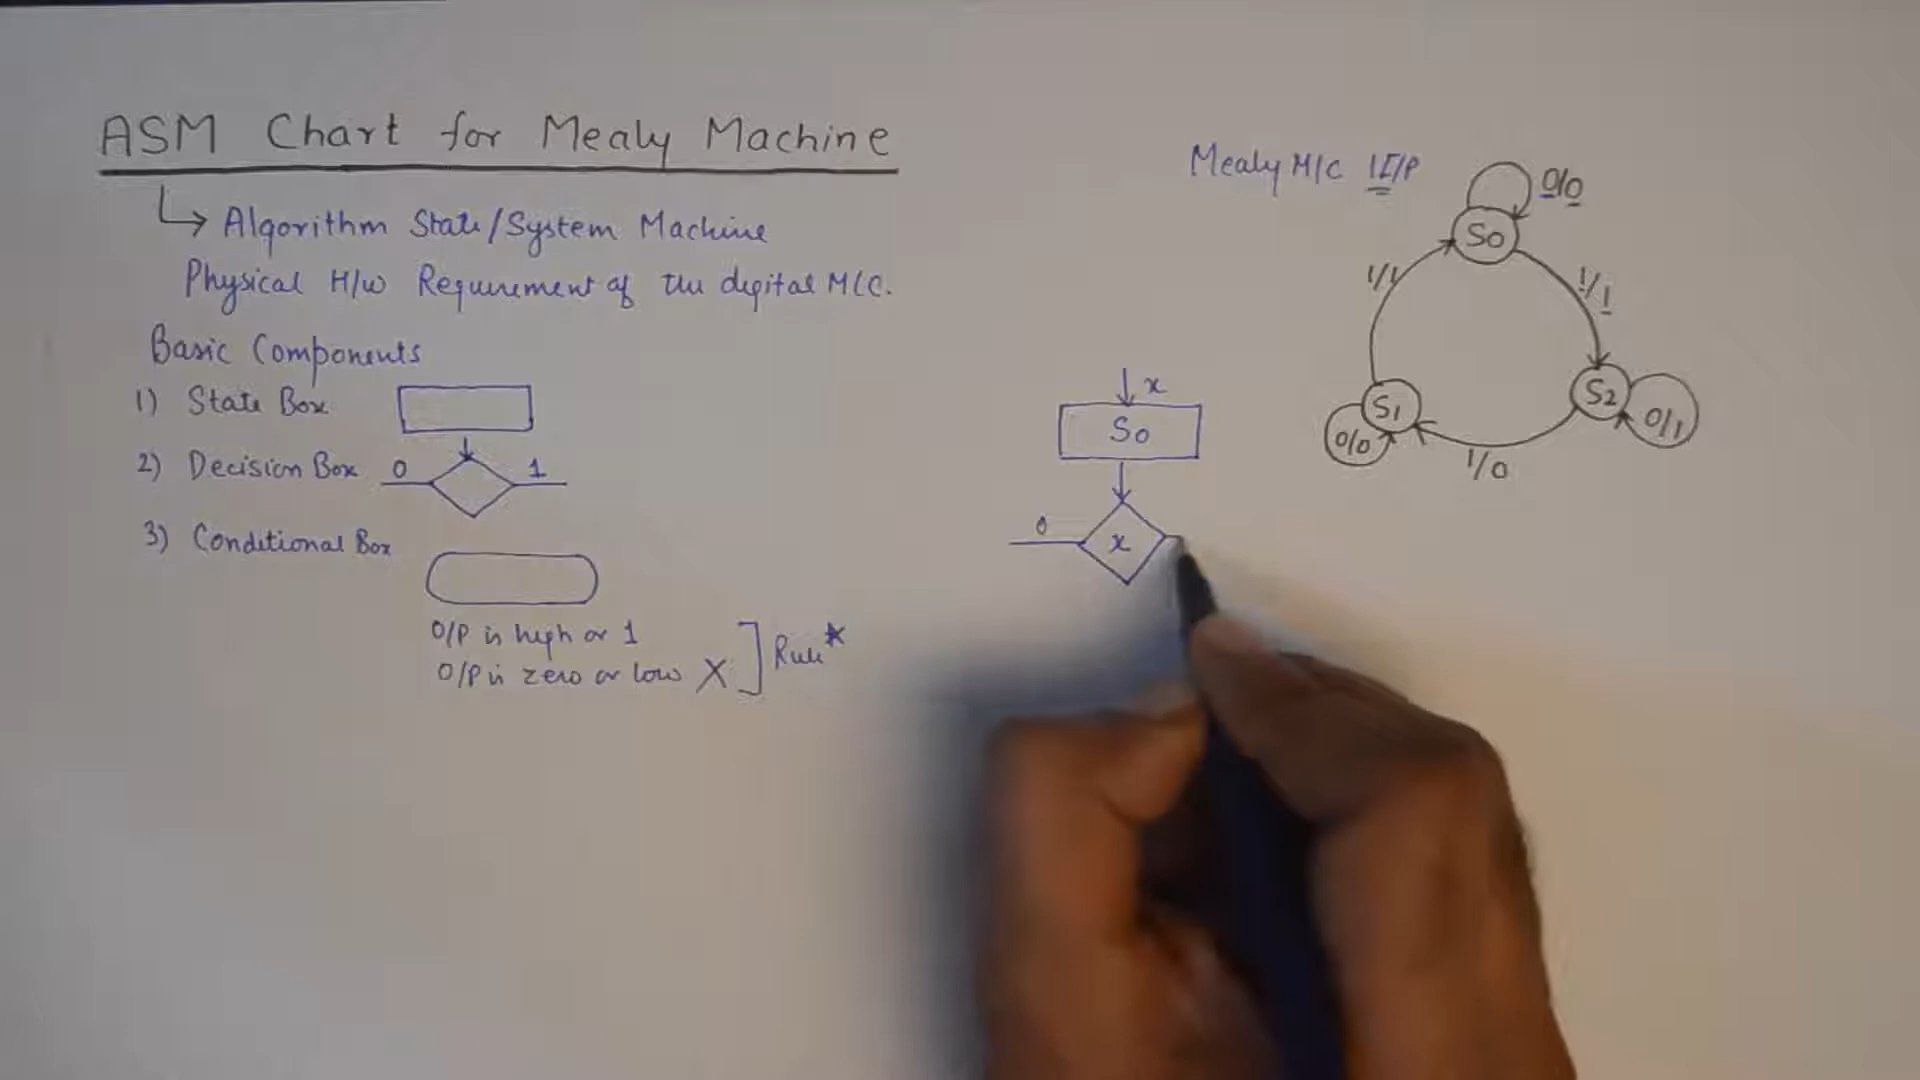 ASM Chart for Mealy Machine
Algorithm State/System Machine
Physical H/w Requirement of the digital M/C.
Basic Components
1) State Box
2) Decision Box 0 1
3) Conditional Box
O/P is high or 1
O/P is zero or low X
Rule*
x
S0
0
x
Mealy M/C 1I/P
0/0
S0
1/1
1/1
S1
S2
0/0
0/1
1/0